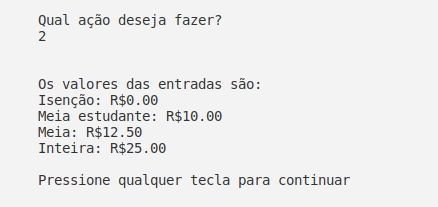 Qual ação deseja fazer?
2
Os valores das entradas são:
Isenção: R$0.00
Meia estudante: R$10.00
Meia: R$12.50
Inteira: R$25.00
Pressione qualquer tecla para continuar